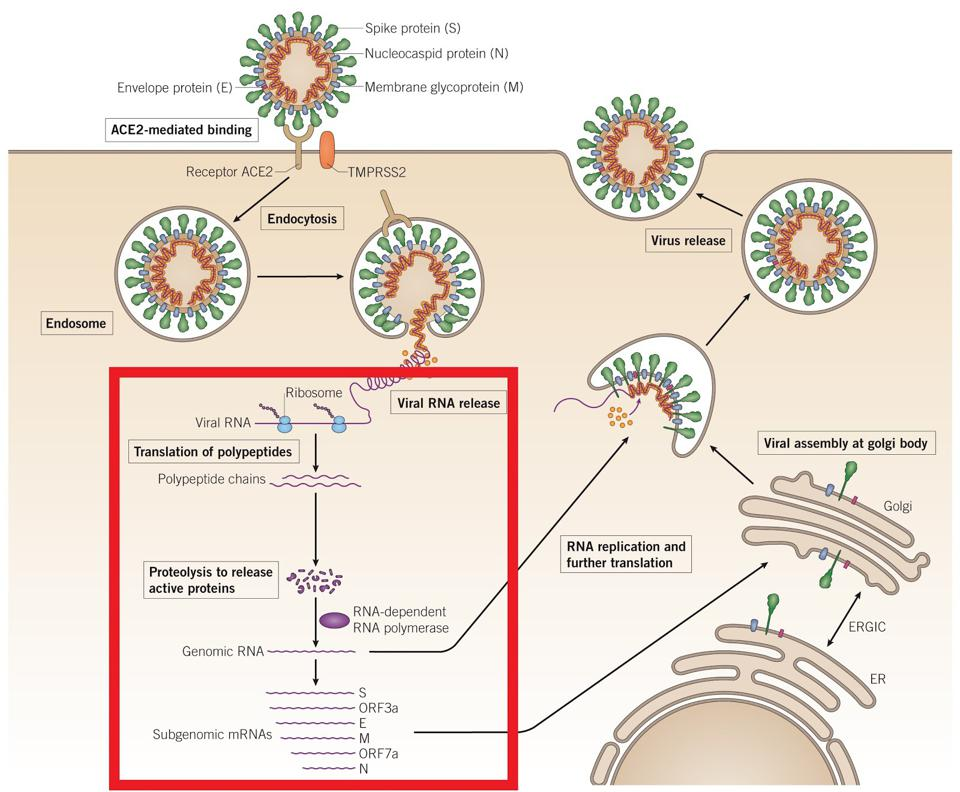 Spike protein (S)
Nucleocaspid protein (N)
Envelope protein (E)
Membrane glycoprotein (M)
ACE2-mediated binding
Receptor ACE2
TMPRSS2
Endocytosis
Virus release
Endosome
Ribosome
Viral RNA release
Viral RNA
Translation of polypeptides
Viral assembly at golgi body
Polypeptide chains
Golgi
RNA replication and
further translation
Proteolysis to release
active proteins
RNA-dependent
RNA polymerase
ERGIC
Genomic RNA
ER
S
ORF3a
E
Subgenomic mRNAs
M
ORF7a
N